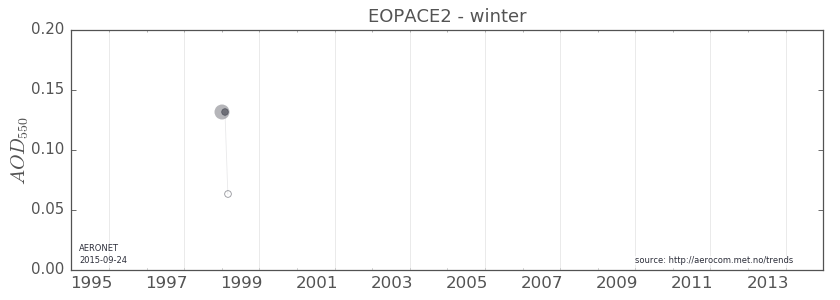 EOPACE2 - winter
0.20
0.15
0.10
0.05
0.00
AOD550
AERONET
2015-09-24
source: http://aerocom.met.no/trends
1995 1997 1999 2001 2003 2005 2007 2009 2011 2013